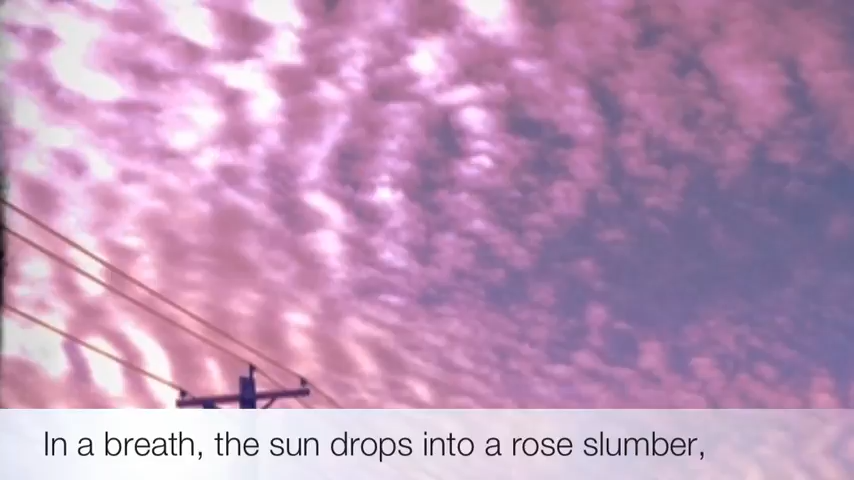 In a breath, the sun drops into a rose slumber,